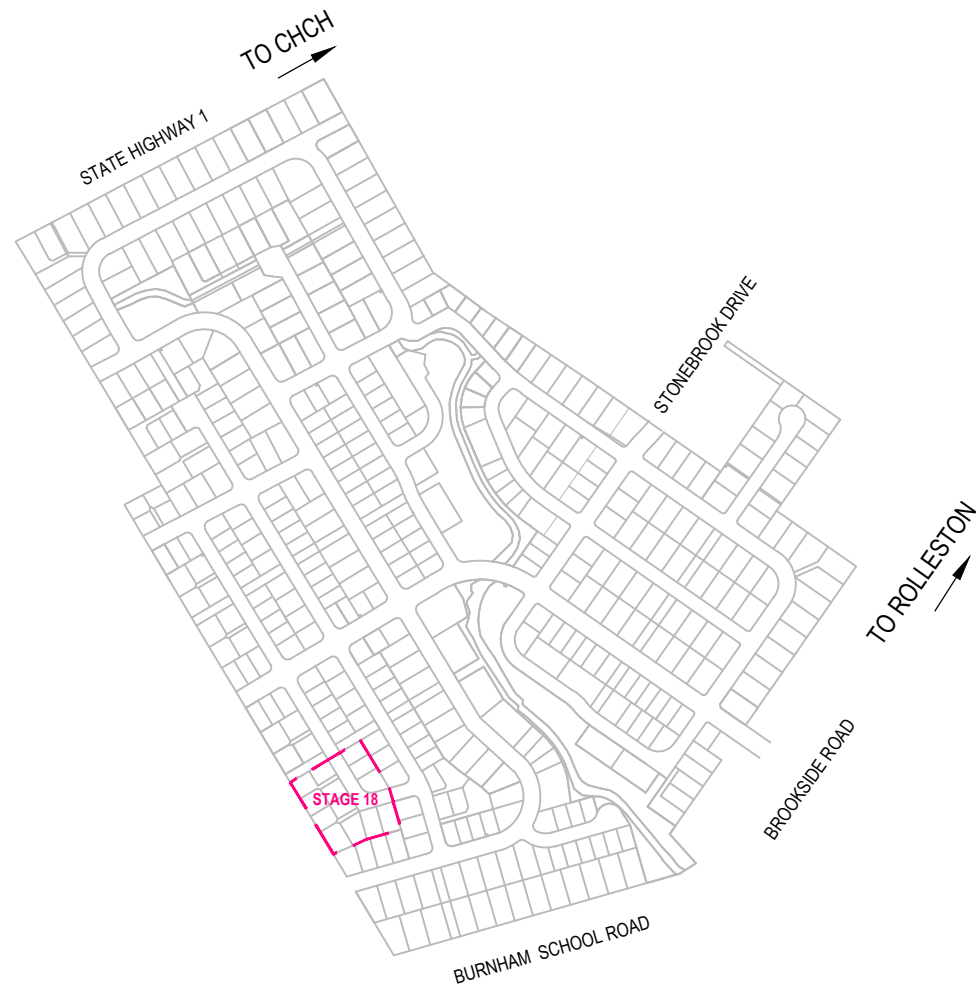 TO CHCH
STATE HIGHWAY 1
STONEBROOK DRIVE
TO ROLLESTON
BROOKSIDE ROAD
STAGE 18
BURNHAM SCHOOL ROAD